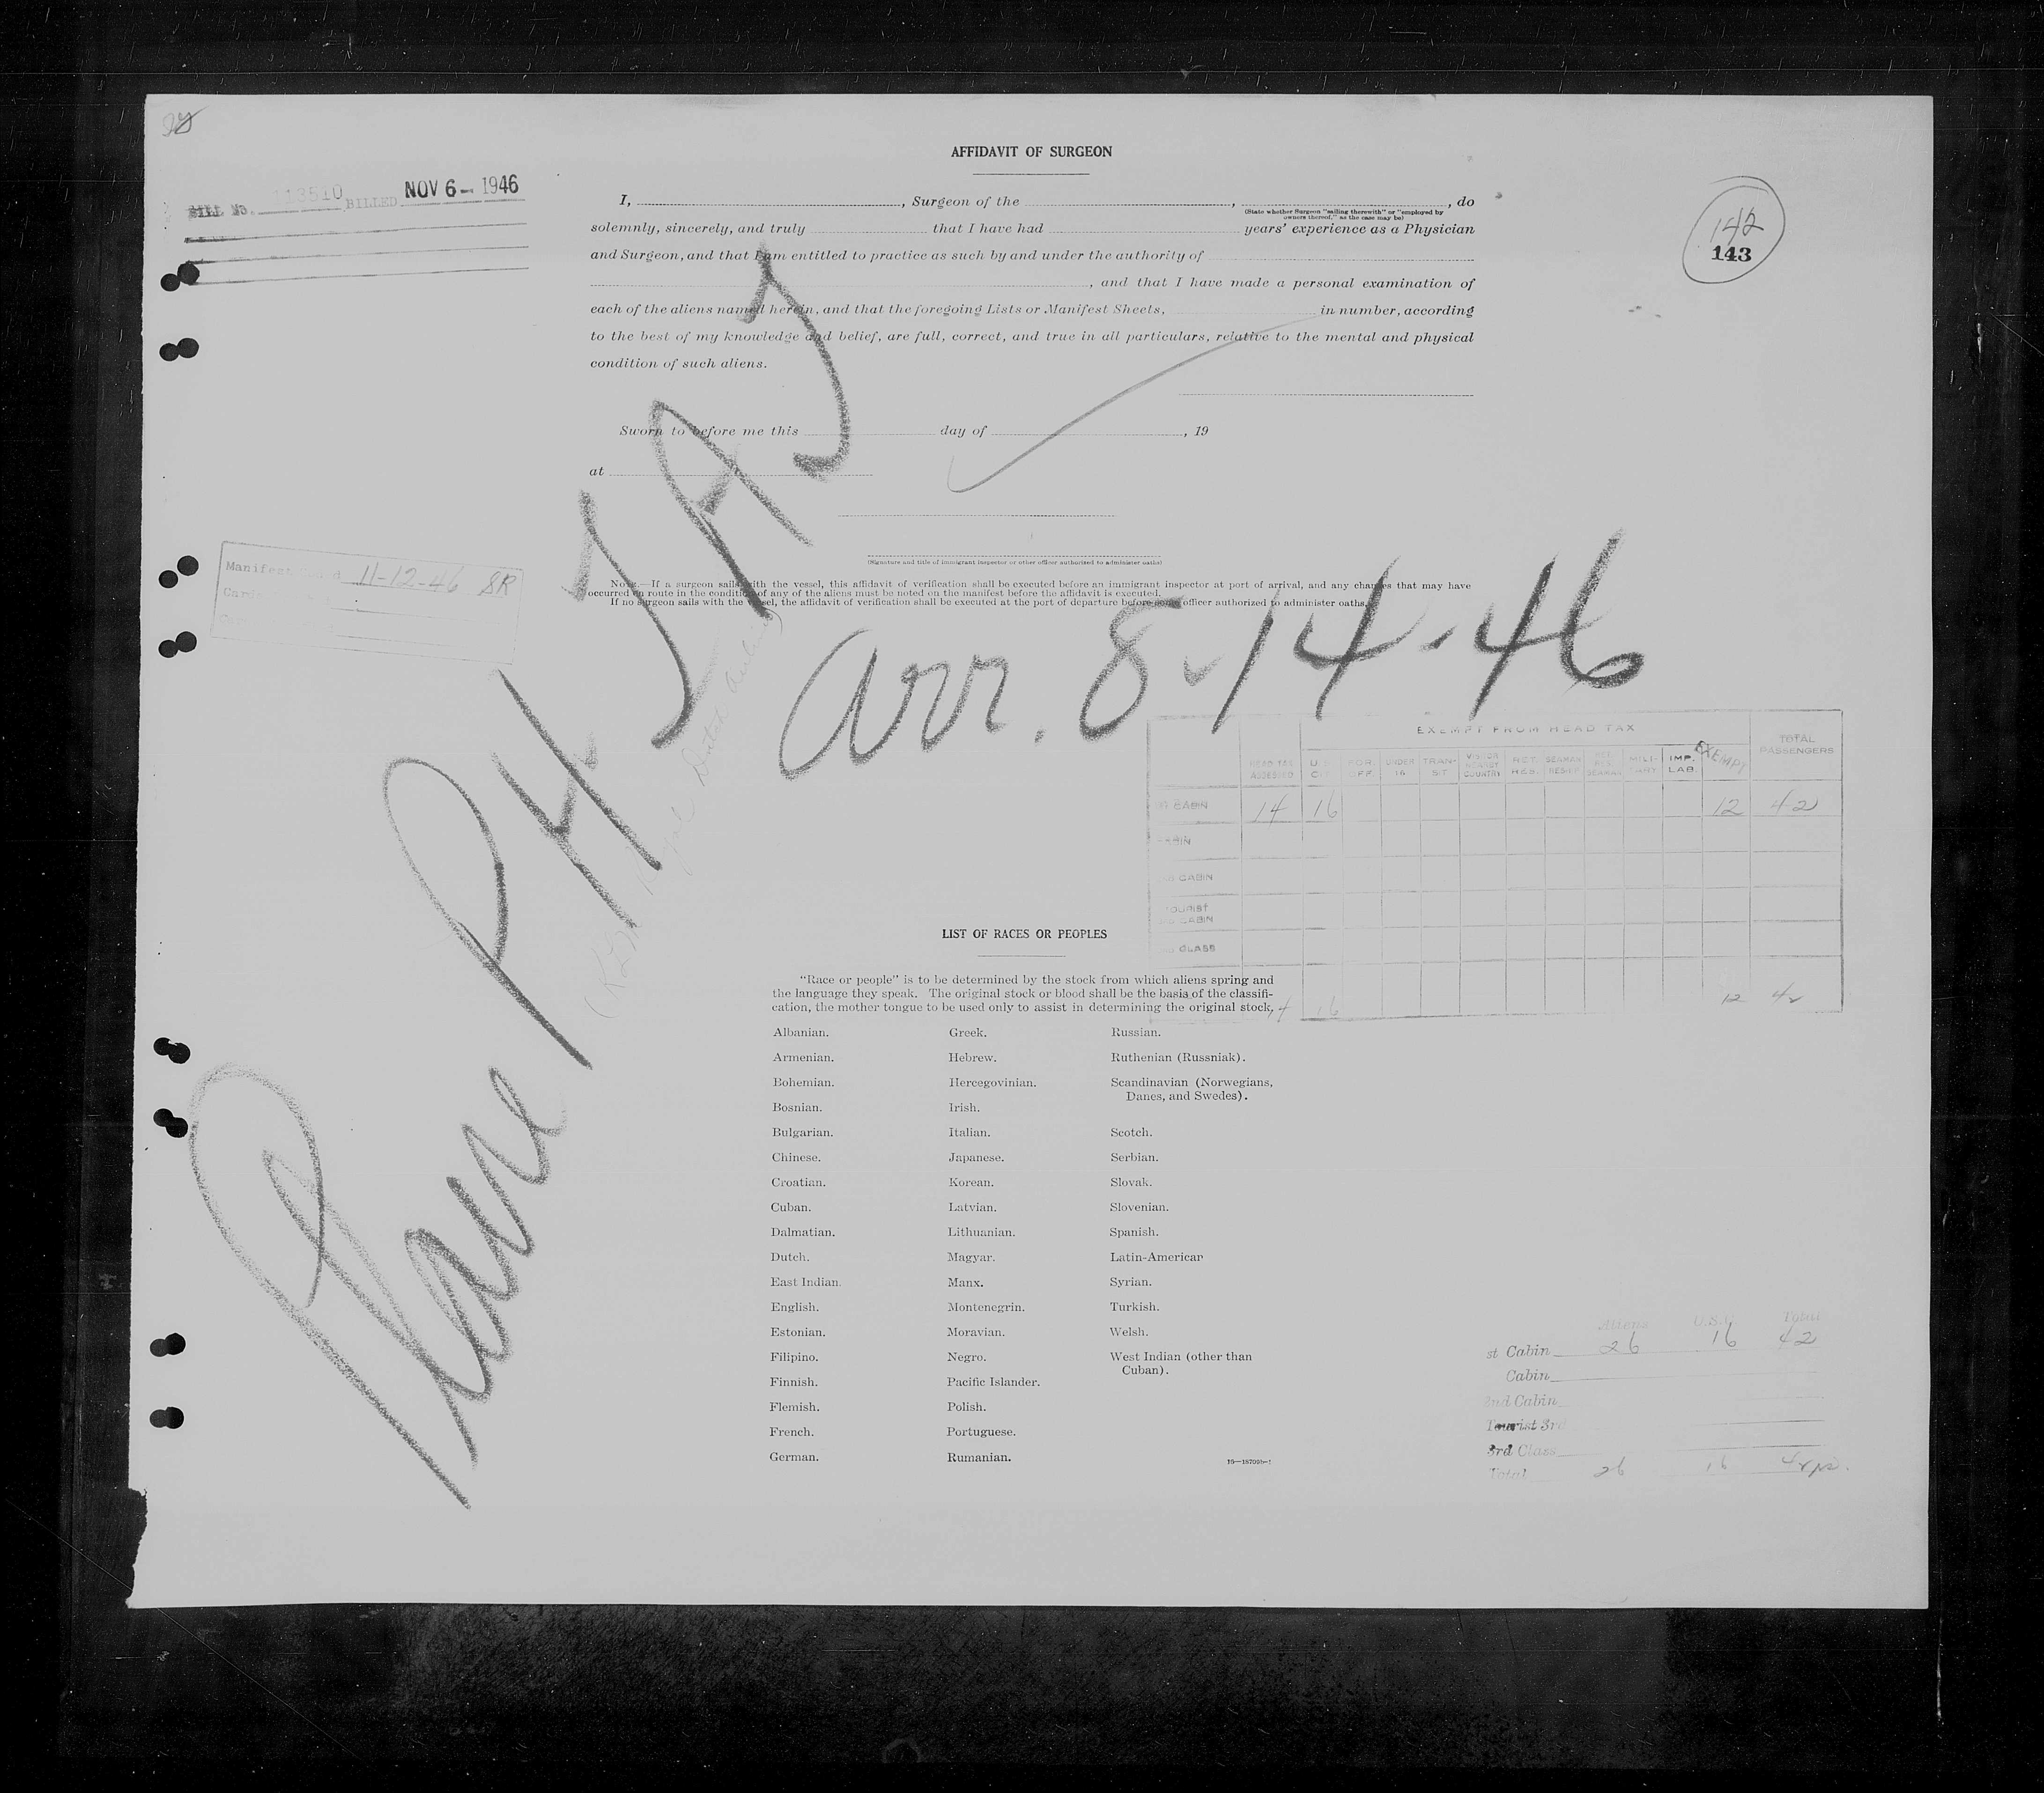 AFFIDAVIT OF SURGEON
BILL No. 113510 BILLED NOV 6 - 1946
142
143
I, , Surgeon of the , , do
(State whether Surgeon "sailing therewith" or "employed by
owners thereof," as the case may be)
solemnly, sincerely, and truly that I have had years' experience as a Physician
and Surgeon, and that I am entitled to practice as such by and under the authority of
, and that I have made a personal examination of
each of the aliens named herein, and that the foregoing Lists or Manifest Sheets, in number, according
to the best of my knowledge and belief, are full, correct, and true in all particulars, relative to the mental and physical
condition of such aliens.
Sworn to before me this day of , 19
at
(Signature and title of immigrant inspector or other officer authorized to administer oaths)
Manifest 11-12-46 SR
NOTE.—If a surgeon sails with the vessel, this affidavit of verification shall be executed before an immigrant inspector at port of arrival, and any changes that may have
occurred en route in the condition of any of the aliens must be noted on the manifest before the affidavit is executed.
If no surgeon sails with the vessel, the affidavit of verification shall be executed at the port of departure before some officer authorized to administer oaths.
Plane PH-TAJ
arr. 8-14-46
EXEMPT FROM HEAD TAX
HEAD TAX ASSESSED U.S. CIT. FOR. OFF. UNDER 16 TRANSIT VISITOR NEAREST COUNTRY RET. RES. SEAMAN MILITARY IMP. LAB. EXEMPT TOTAL PASSENGERS
CABIN 14 16 12 42
CABIN
CABIN
TOURIST CABIN
CLASS
14 16 12 42
LIST OF RACES OR PEOPLES
"Race or people" is to be determined by the stock from which aliens spring and
the language they speak. The original stock or blood shall be the basis of the classifi-
cation, the mother tongue to be used only to assist in determining the original stock.
Albanian. Greek. Russian.
Armenian. Hebrew. Ruthenian (Russniak).
Bohemian. Hercegovinian. Scandinavian (Norwegians,
Danes, and Swedes).
Bosnian. Irish.
Bulgarian. Italian. Scotch.
Chinese. Japanese. Serbian.
Croatian. Korean. Slovak.
Cuban. Latvian. Slovenian.
Dalmatian. Lithuanian. Spanish.
Dutch. Magyar. Latin-American
East Indian. Manx. Syrian.
English. Montenegrin. Turkish.
Estonian. Moravian. Welsh.
Filipino. Negro. West Indian (other than
Cuban).
Finnish. Pacific Islander.
Flemish. Polish.
French. Portuguese.
German. Rumanian.
Aliens U.S.C. Total
st Cabin 26 16 42
Cabin
2nd Cabin
Tourist 3rd
3rd Class
Total 26 16 42